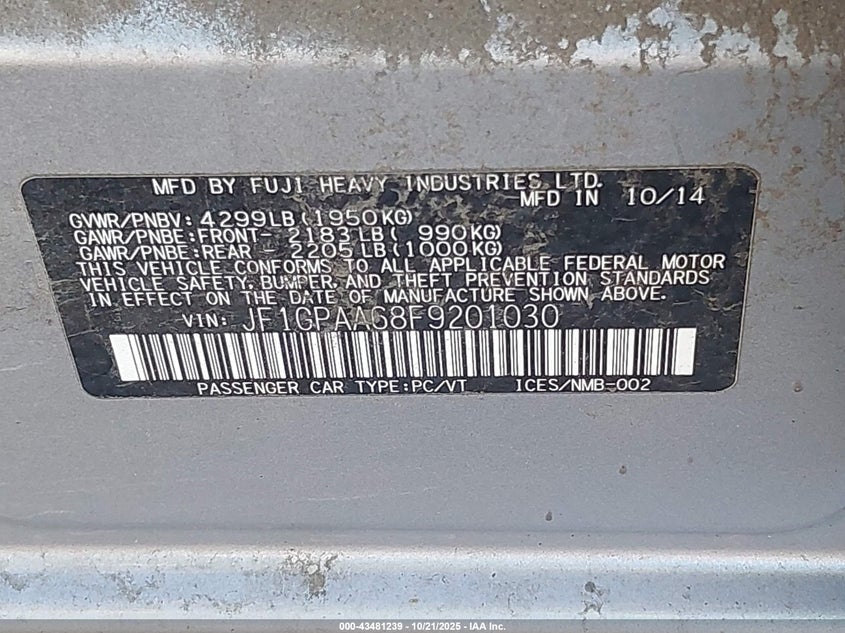 MFD BY FUJI HEAVY INDUSTRIES LTD.
MFD IN 10/14
GVWR/PNBV: 4299LB(1950KG)
GAWR/PNBE:FRONT- 2183LB( 990KG)
GAWR/PNBE:REAR - 2205LB(1000KG)
THIS VEHICLE CONFORMS TO ALL APPLICABLE FEDERAL MOTOR
VEHICLE SAFETY, BUMPER, AND THEFT PREVENTION STANDARDS
IN EFFECT ON THE DATE OF MANUFACTURE SHOWN ABOVE.
VIN: JF1GPAA68F9201030
PASSENGER CAR TYPE:PC/VT ICES/NMB-002
000-43481239 - 10/21/2025 - IAA Inc.